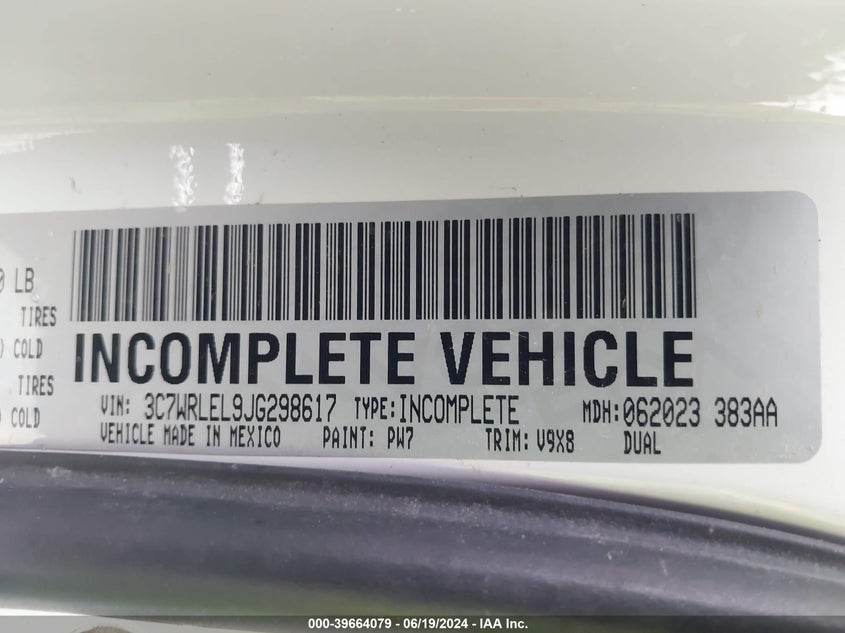 0 LB
TIRES
) COLD
TIRES
) COLD
INCOMPLETE VEHICLE
VIN: 3C7WRLEL9JG298617 TYPE:INCOMPLETE MDH:062023 383AA
VEHICLE MADE IN MEXICO PAINT: PW7 TRIM: V9X8 DUAL
000-39664079 - 06/19/2024 - IAA Inc.